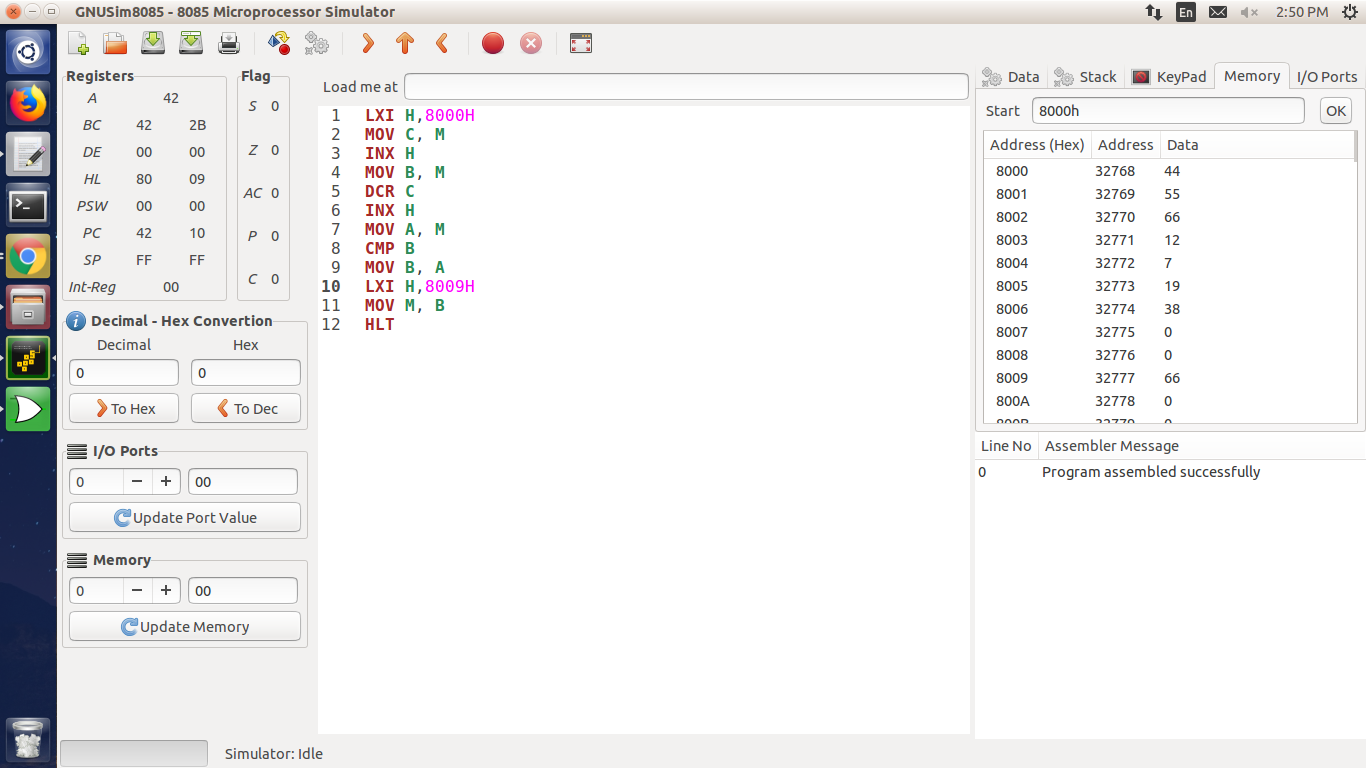 GNUSim8085 - 8085 Microprocessor Simulator
En
2:50 PM
Registers
A 42
BC 42 2B
DE 00 00
HL 80 09
PSW 00 00
PC 42 10
SP FF FF
Int-Reg 00
Flag
S 0
Z 0
AC 0
P 0
C 0
Decimal - Hex Convertion
Decimal Hex
0 0
To Hex To Dec
I/O Ports
0 − + 00
Update Port Value
Memory
0 − + 00
Update Memory
Load me at
1 LXI H,8000H
2 MOV C, M
3 INX H
4 MOV B, M
5 DCR C
6 INX H
7 MOV A, M
8 CMP B
9 MOV B, A
10 LXI H,8009H
11 MOV M, B
12 HLT
Data Stack KeyPad Memory I/O Ports
Start 8000h OK
Address (Hex) Address Data
8000 32768 44
8001 32769 55
8002 32770 66
8003 32771 12
8004 32772 7
8005 32773 19
8006 32774 38
8007 32775 0
8008 32776 0
8009 32777 66
800A 32778 0
800B 32779 0
Line No Assembler Message
0 Program assembled successfully
Simulator: Idle